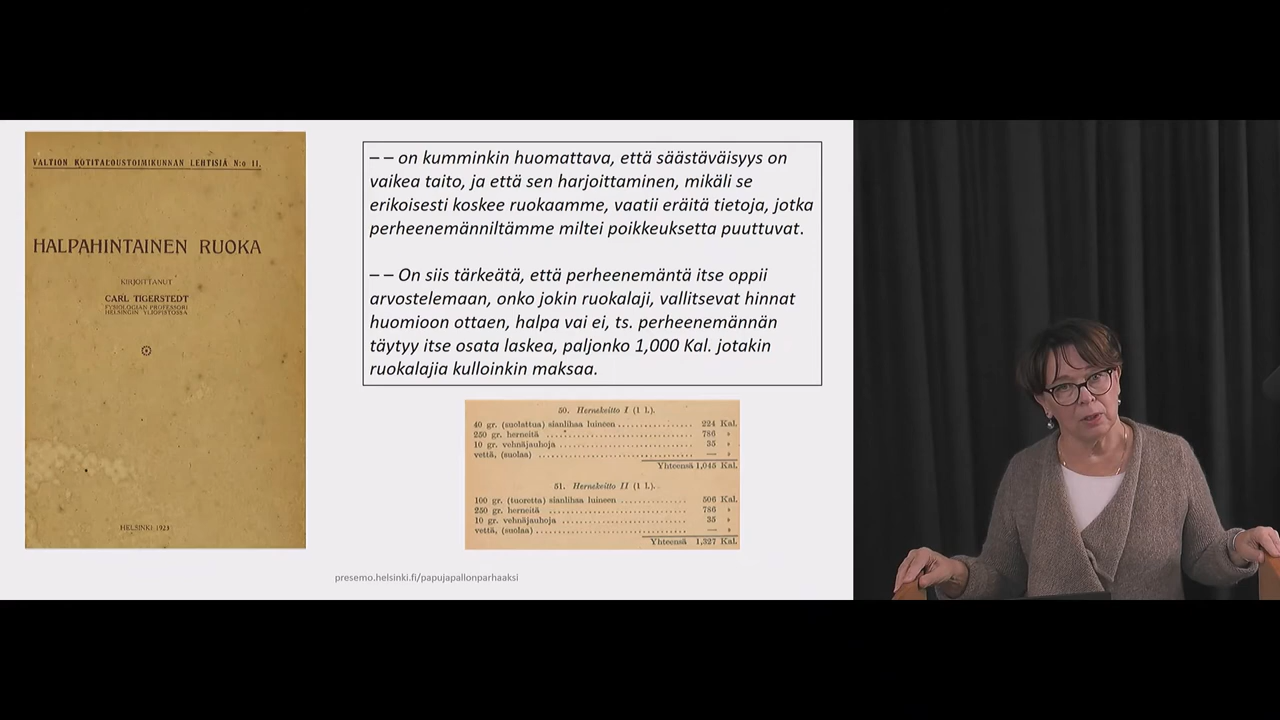 VALTION KOTITALOUSTOIMIKUNNAN LEHTISIÄ N:o 11.
HALPAHINTAINEN RUOKA
KIRJOITTANUT
CARL TIGERSTEDT
FYSIOLOGIAN PROFESSORI
HELSINGIN YLIOPISTOSSA
HELSINKI 1923
– – on kumminkin huomattava, että säästäväisyys on
vaikea taito, ja että sen harjoittaminen, mikäli se
erikoisesti koskee ruokaamme, vaatii eräitä tietoja, jotka
perheenemänniltämme miltei poikkeuksetta puuttuvat.
– – On siis tärkeätä, että perheenemäntä itse oppii
arvostelemaan, onko jokin ruokalaji, vallitsevat hinnat
huomioon ottaen, halpa vai ei, ts. perheenemännän
täytyy itse osata laskea, paljonko 1,000 Kal. jotakin
ruokalajia kulloinkin maksaa.
50. Hernekeitto I (1 l.).
40 gr. (suolattua) sianlihaa luineen .................. 224 Kal.
250 gr. herneitä .................. 786 »
10 gr. vehnäjauhoja .................. 35 »
vettä, (suolaa) .................. — »
Yhteensä 1,045 Kal.
51. Hernekeitto II (1 l.).
100 gr. (tuoretta) sianlihaa luineen .................. 506 Kal.
250 gr. herneitä .................. 786 »
10 gr. vehnäjauhoja .................. 35 »
vettä, (suolaa) .................. — »
Yhteensä 1,327 Kal.
presemo.helsinki.fi/papujapallonparhaaksi